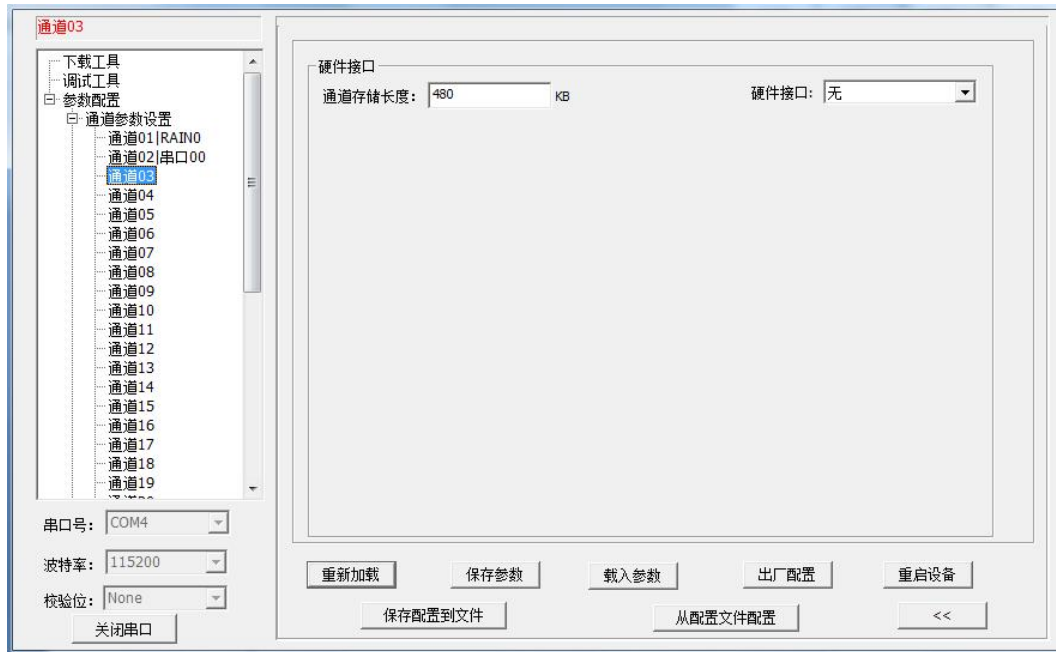 通道03
下载工具
调试工具
参数配置
通道参数设置
通道01|RAIN0
通道02|串口00
通道03
通道04
通道05
通道06
通道07
通道08
通道09
通道10
通道11
通道12
通道13
通道14
通道15
通道16
通道17
通道18
通道19
串口号： COM4
波特率： 115200
校验位： None
关闭串口
硬件接口
通道存储长度： 480 KB 硬件接口： 无
重新加载 保存参数 载入参数 出厂配置 重启设备
保存配置到文件 从配置文件配置 <<